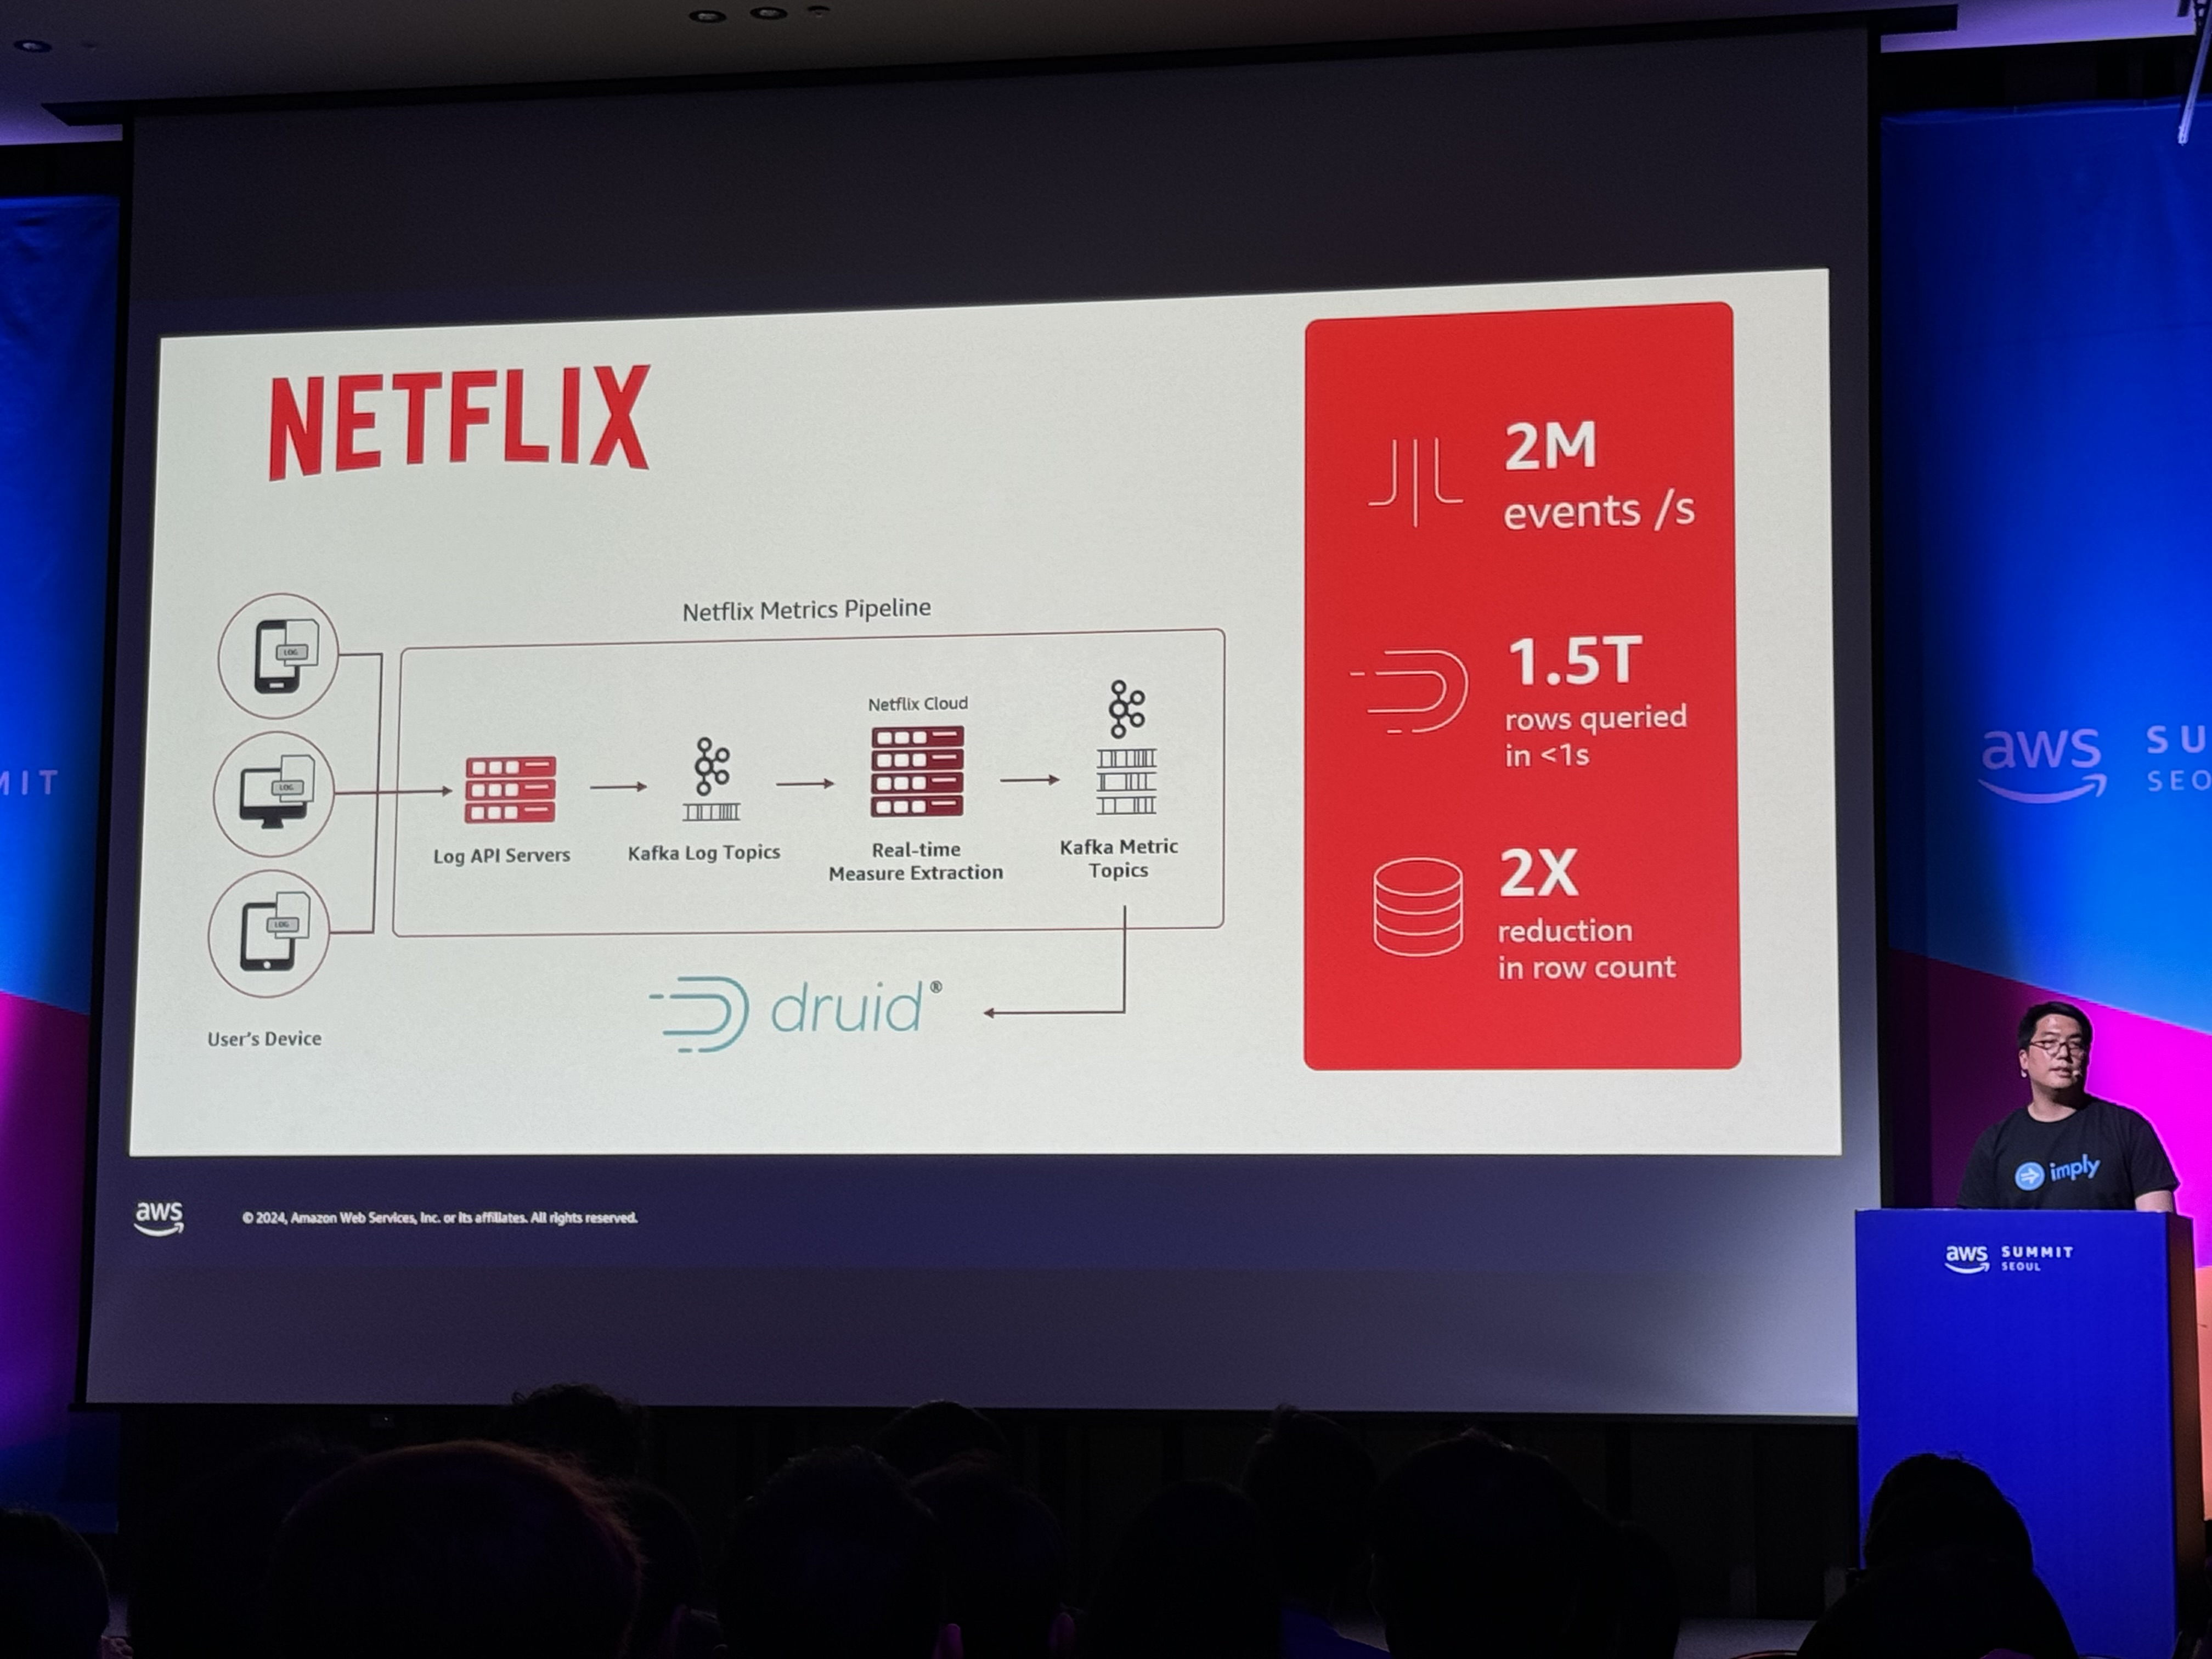 NETFLIX
2M
events /s
1.5T
rows queried
in <1s
2X
reduction
in row count
Netflix Metrics Pipeline
LOG
LOG
LOG
User's Device
Log API Servers
Kafka Log Topics
Netflix Cloud
Real-time
Measure Extraction
Kafka Metric
Topics
druid®
aws
© 2024, Amazon Web Services, Inc. or its affiliates. All rights reserved.
MIT
aws SU
SEO
imply
aws SUMMIT
SEOUL